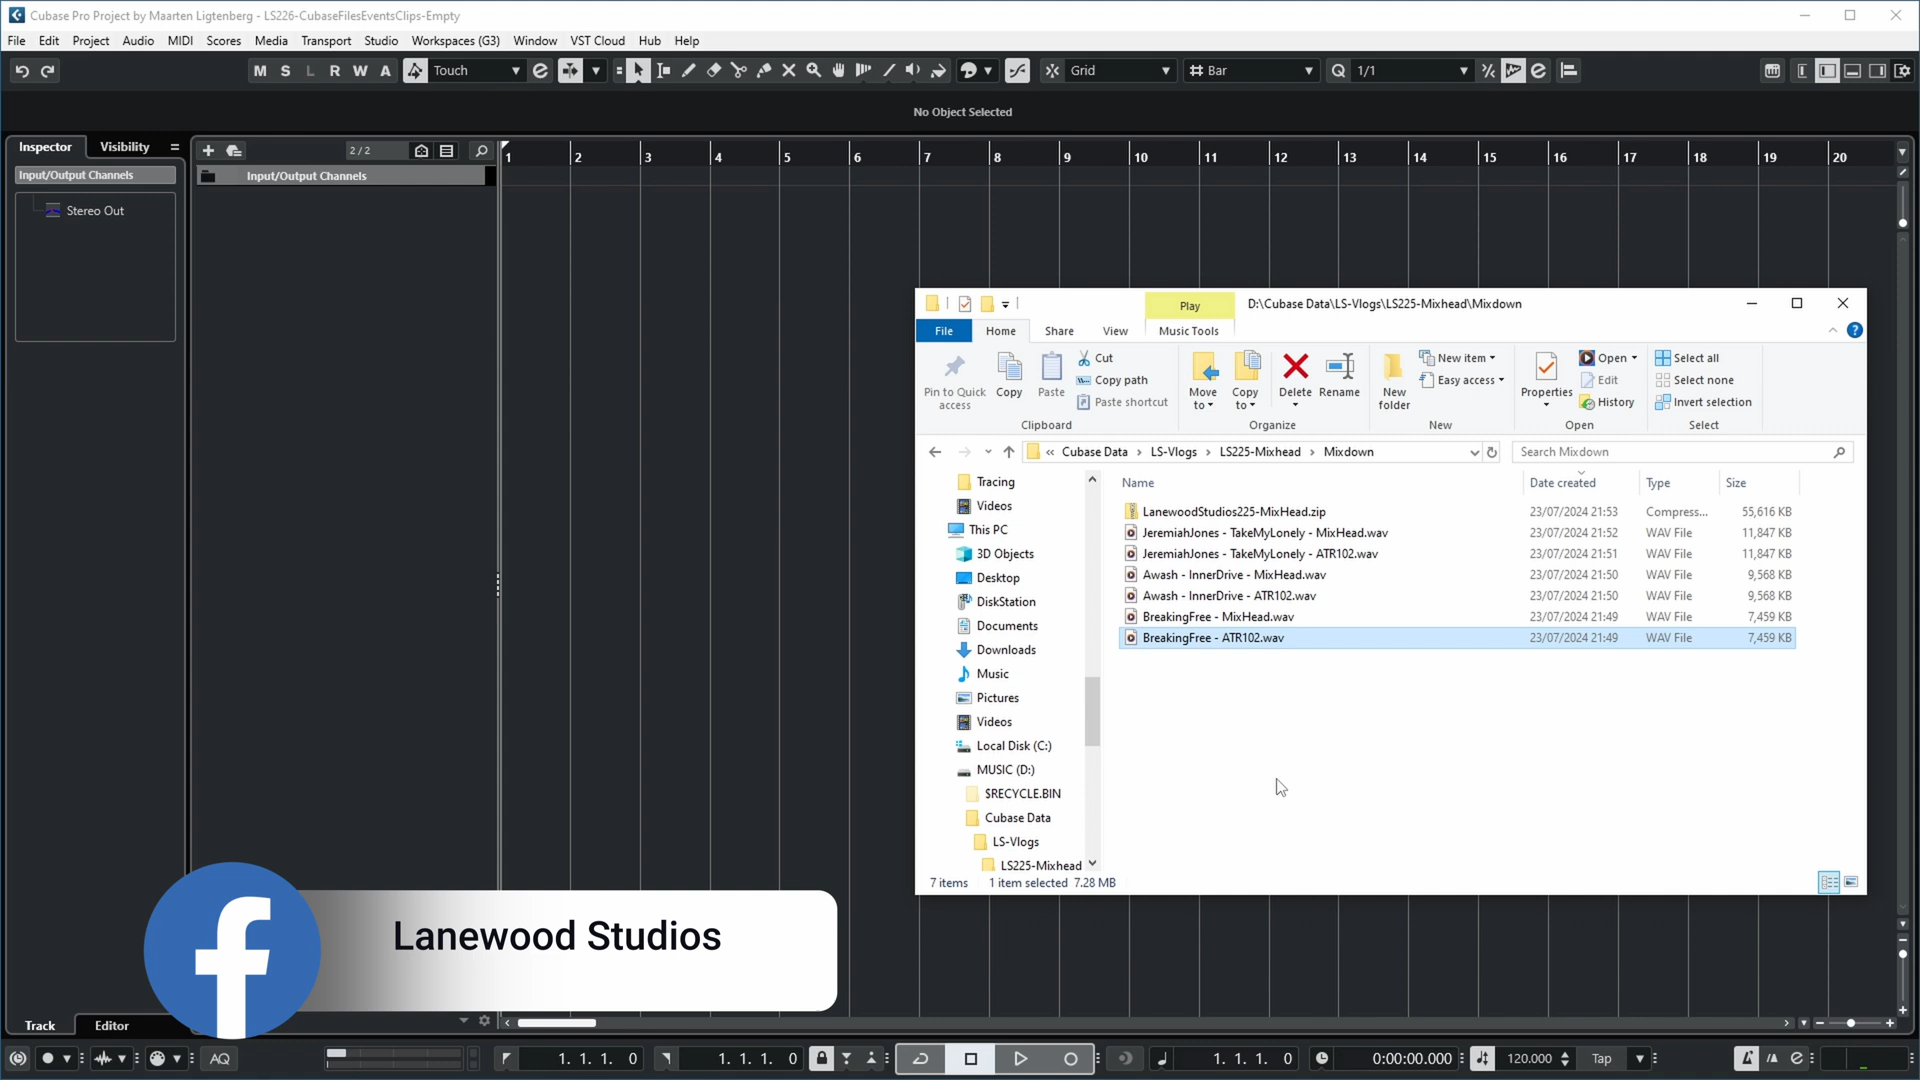 Cubase Pro Project by Maarten Ligtenberg - LS226-CubaseFilesEventsClips-Empty
File Edit Project Audio MIDI Scores Media Transport Studio Workspaces (G3) Window VST Cloud Hub Help
M S L R W A Touch Grid Bar Q 1/1
No Object Selected
Inspector Visibility 2 / 2
1 2 3 4 5 6 7 8 9 10 11 12 13 14 15 16 17 18 19 20
Input/Output Channels
Input/Output Channels
Stereo Out
Play D:\Cubase Data\LS-Vlogs\LS225-Mixhead\Mixdown
File Home Share View Music Tools
Pin to Quick access
Copy
Paste
Cut
Copy path
Paste shortcut
Clipboard
Move to
Copy to
Delete
Rename
Organize
New folder
New item
Easy access
New
Properties
Open
Edit
History
Open
Select all
Select none
Invert selection
Select
« Cubase Data › LS-Vlogs › LS225-Mixhead › Mixdown
Search Mixdown
Tracing
Videos
This PC
3D Objects
Desktop
DiskStation
Documents
Downloads
Music
Pictures
Videos
Local Disk (C:)
MUSIC (D:)
$RECYCLE.BIN
Cubase Data
LS-Vlogs
LS225-Mixhead
Name Date created Type Size
LanewoodStudios225-MixHead.zip 23/07/2024 21:53 Compress... 55,616 KB
JeremiahJones - TakeMyLonely - MixHead.wav 23/07/2024 21:52 WAV File 11,847 KB
JeremiahJones - TakeMyLonely - ATR102.wav 23/07/2024 21:51 WAV File 11,847 KB
Awash - InnerDrive - MixHead.wav 23/07/2024 21:50 WAV File 9,568 KB
Awash - InnerDrive - ATR102.wav 23/07/2024 21:50 WAV File 9,568 KB
BreakingFree - MixHead.wav 23/07/2024 21:49 WAV File 7,459 KB
BreakingFree - ATR102.wav 23/07/2024 21:49 WAV File 7,459 KB
7 items 1 item selected 7.28 MB
Lanewood Studios
Track Editor
AQ 1. 1. 1. 0 1. 1. 1. 0 1. 1. 1. 0 0:00:00.000 120.000 Tap